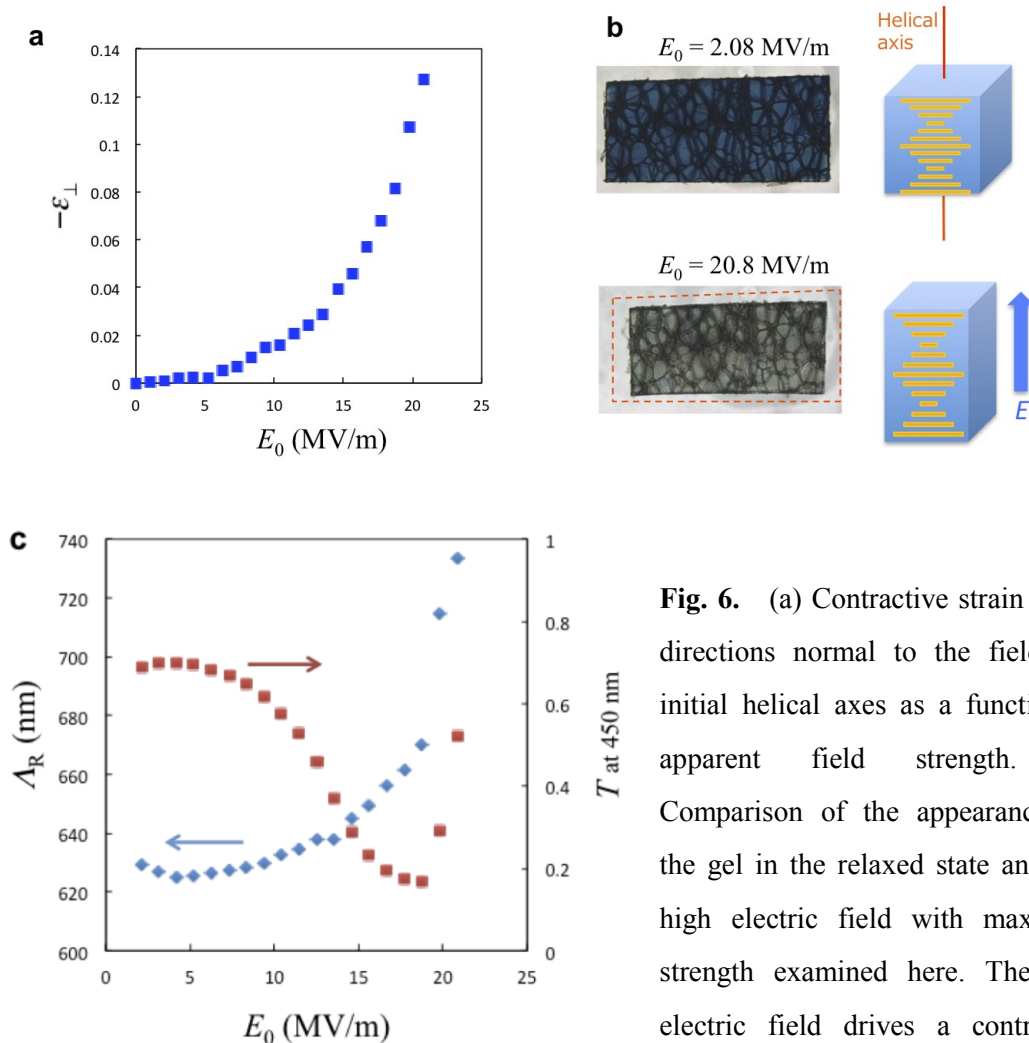 a
0.14
0.12
0.10
0.08
0.06
0.04
0.02
0
−ε⊥
0 5 10 15 20 25
E0 (MV/m)
b
E0 = 2.08 MV/m
Helical
axis
E0 = 20.8 MV/m
E
c
740
720
700
680
660
640
620
600
ΛR (nm)
1
0.8
0.6
0.4
0.2
0
T at 450 nm
0 5 10 15 20 25
E0 (MV/m)
Fig. 6. (a) Contractive strain
directions normal to the fiel
initial helical axes as a functi
apparent field strength.
Comparison of the appearanc
the gel in the relaxed state an
high electric field with max
strength examined here. The
electric field drives a contr